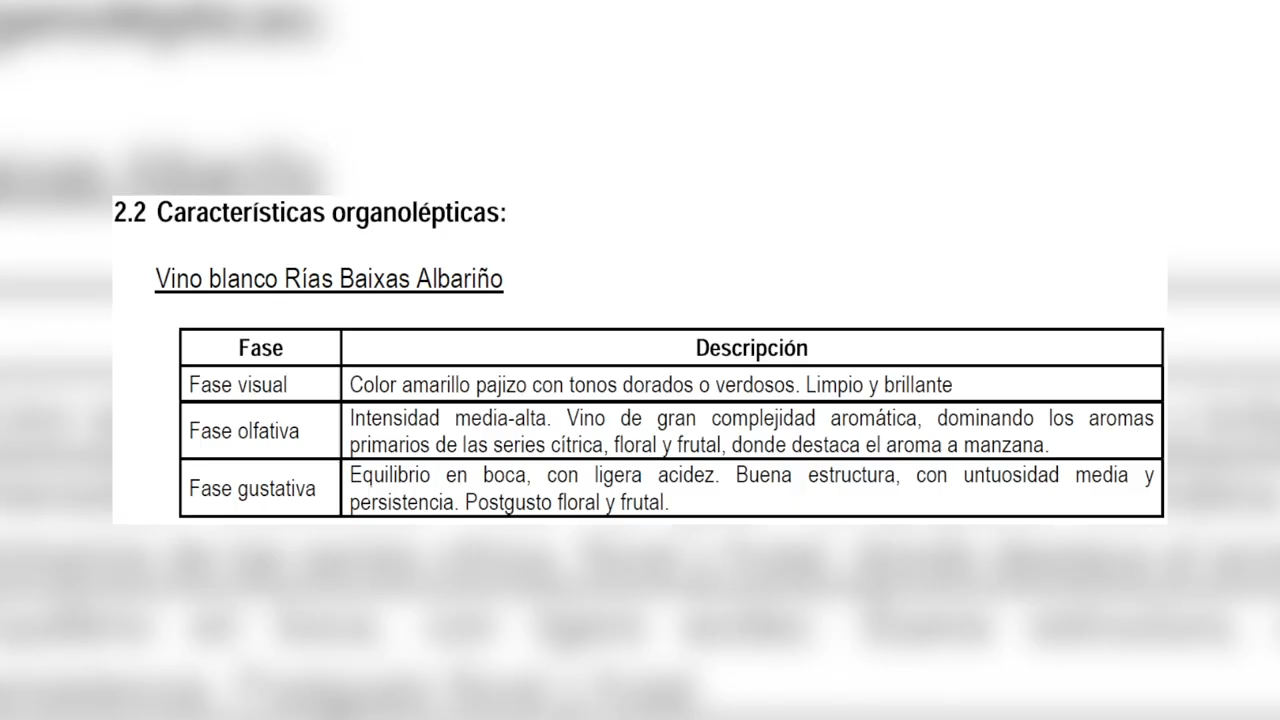 2.2 Características organolépticas:
Vino blanco Rías Baixas Albariño
Fase
Descripción
Fase visual
Color amarillo pajizo con tonos dorados o verdosos. Limpio y brillante
Fase olfativa
Intensidad media-alta. Vino de gran complejidad aromática, dominando los aromas
primarios de las series cítrica, floral y frutal, donde destaca el aroma a manzana.
Fase gustativa
Equilibrio en boca, con ligera acidez. Buena estructura, con untuosidad media y
persistencia. Postgusto floral y frutal.